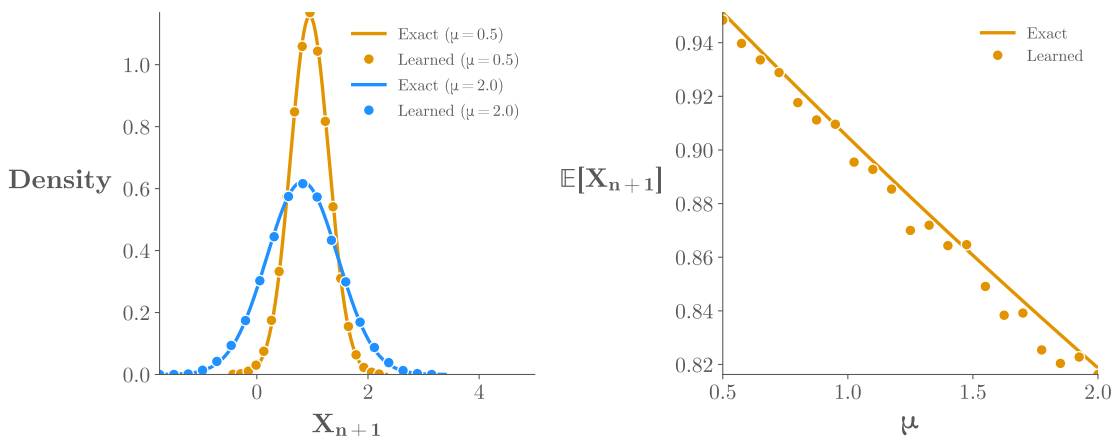 Density
1.0
0.8
0.6
0.4
0.2
0.0
0
2
4
X_{n+1}
Exact (μ = 0.5)
Learned (μ = 0.5)
Exact (μ = 2.0)
Learned (μ = 2.0)
𝔼[X_{n+1}]
0.94
0.92
0.90
0.88
0.86
0.84
0.82
0.5
1.0
1.5
2.0
μ
Exact
Learned